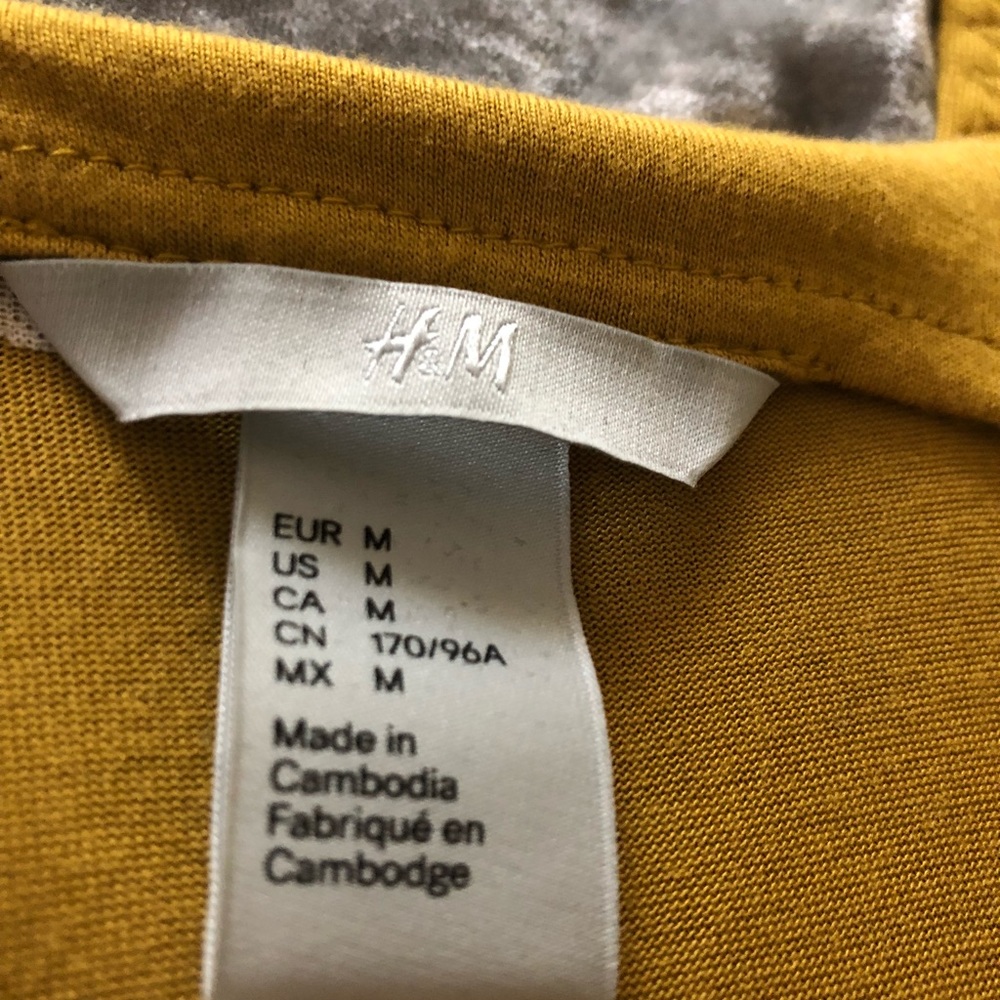 H&M
EUR M
US M
CA M
CN 170/96A
MX M
Made in
Cambodia
Fabriqué en
Cambodge